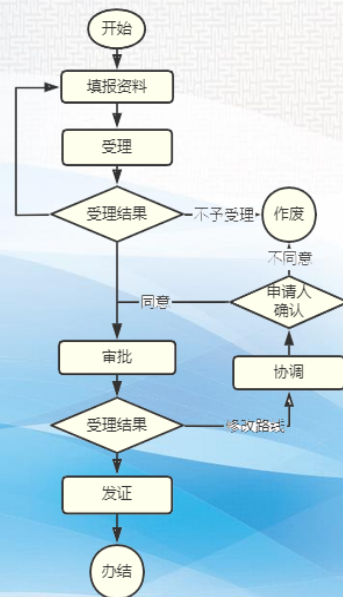 开始
填报资料
受理
受理结果
不予受理
作废
不同意
申请人
确认
同意
审批
协调
受理结果
修改路线
发证
办结